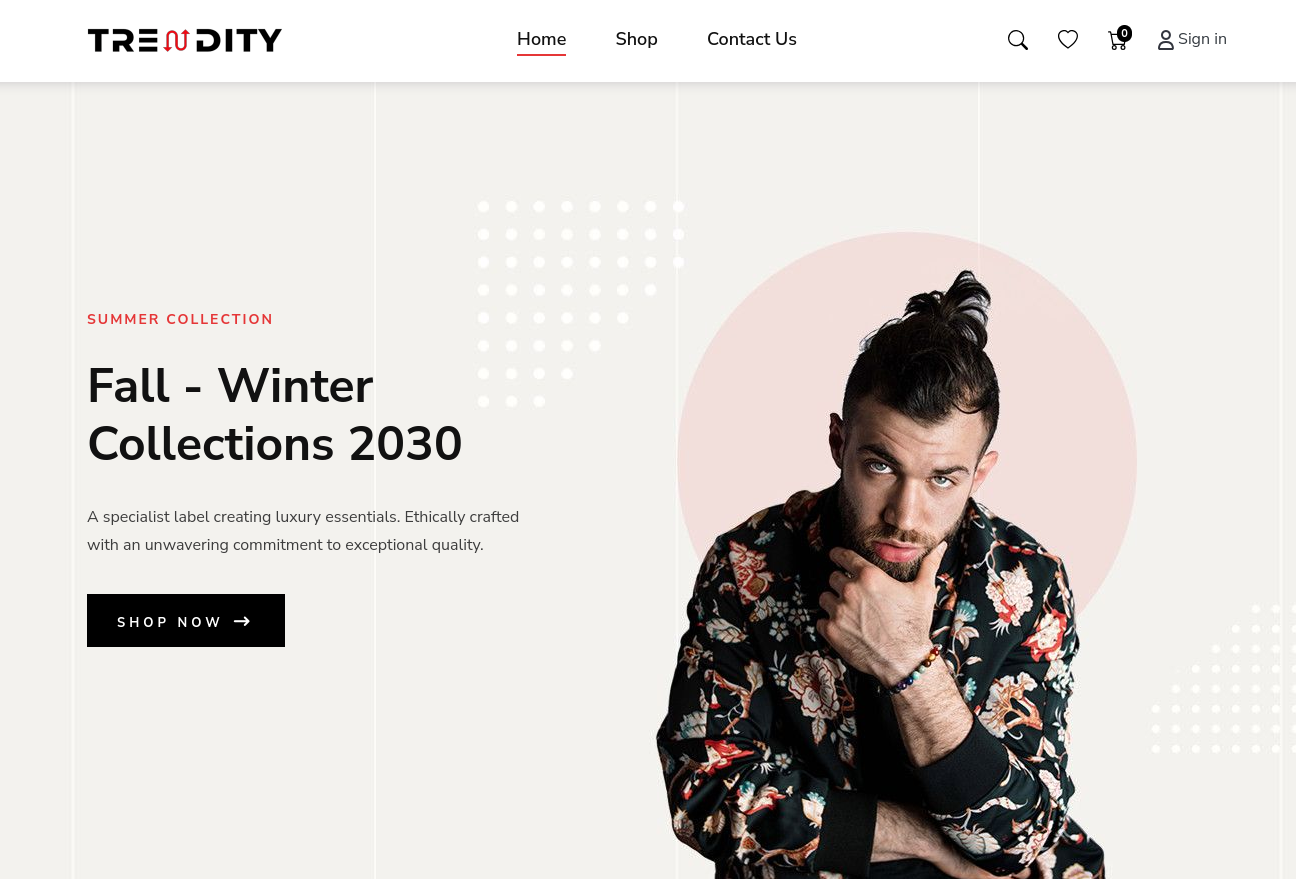 TRENDITY
Home
Shop
Contact Us
0
Sign in
SUMMER COLLECTION
Fall - Winter
Collections 2030
A specialist label creating luxury essentials. Ethically crafted
with an unwavering commitment to exceptional quality.
SHOP NOW